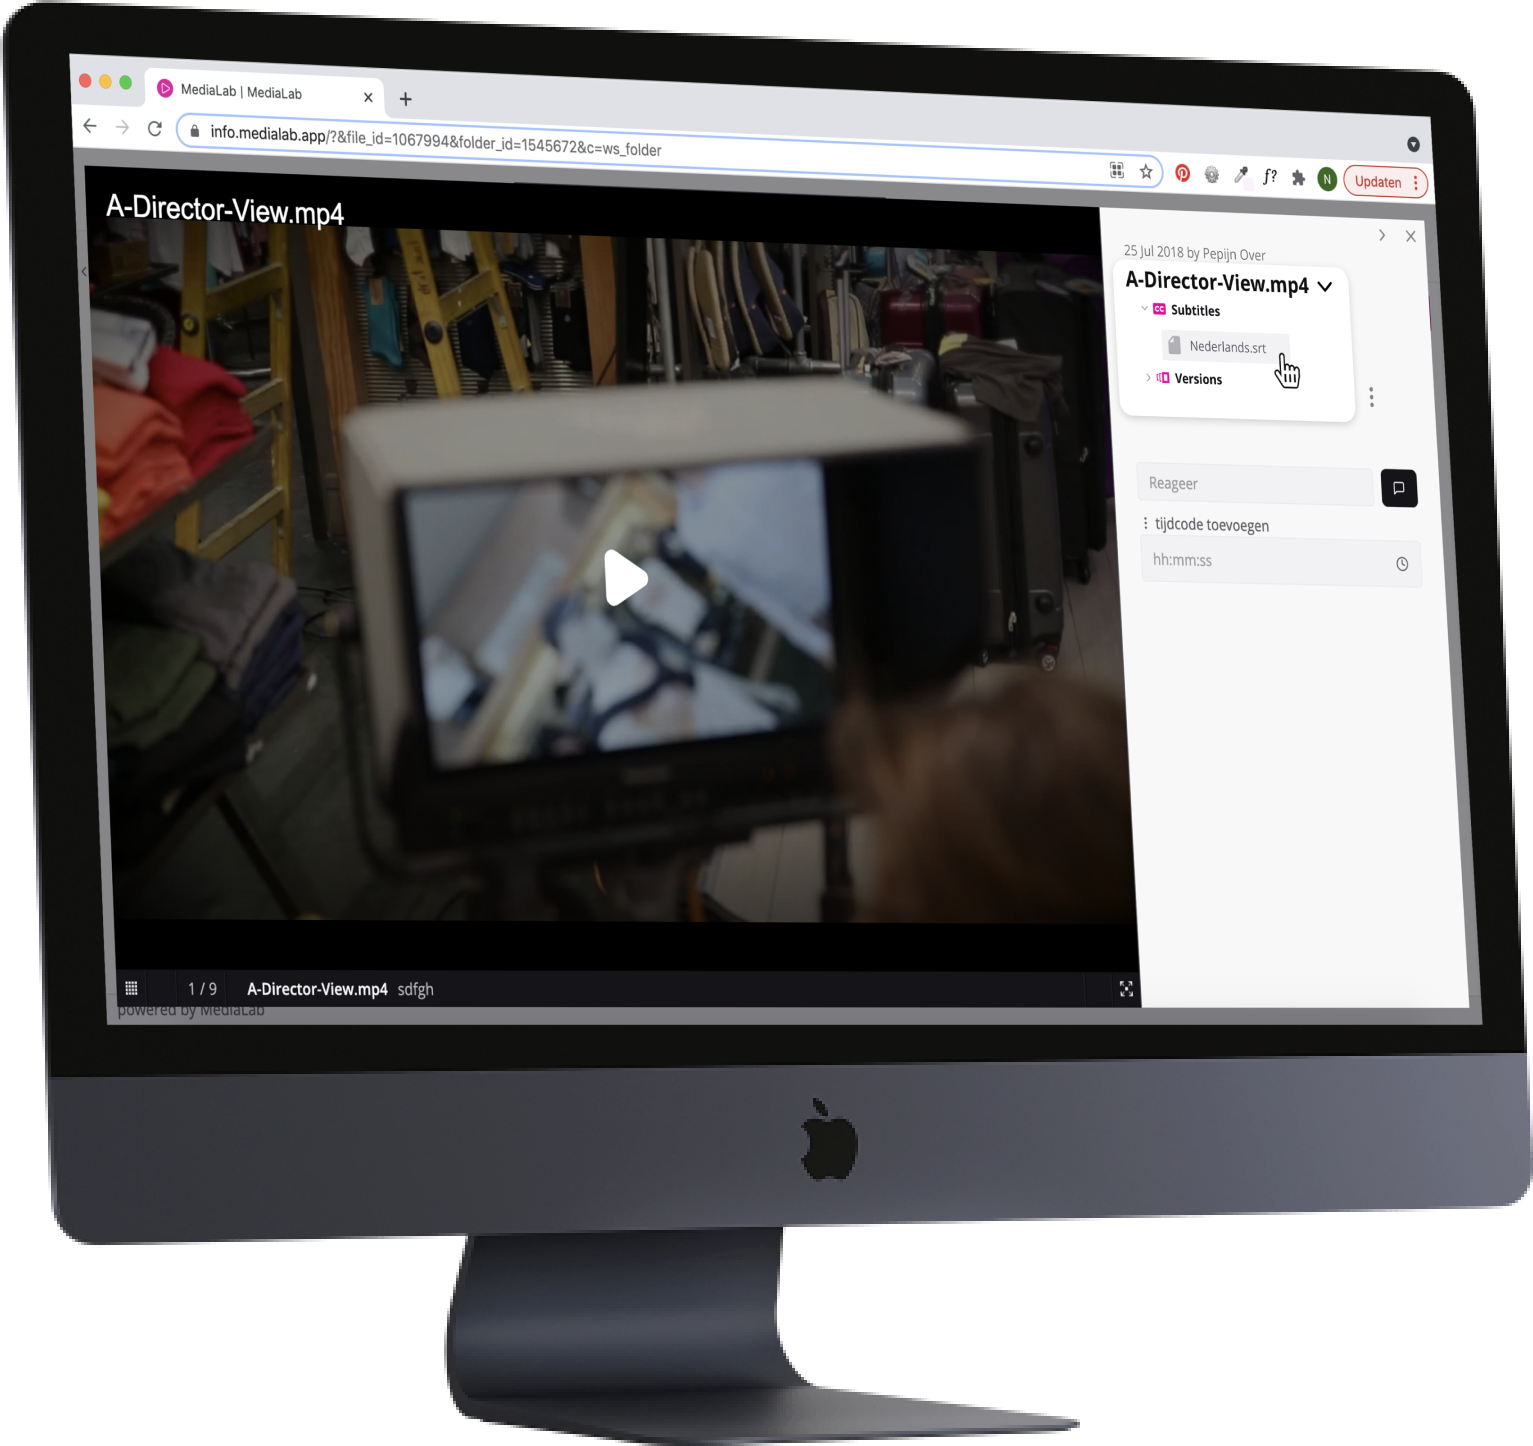 MediaLab | MediaLab
info.medialab.app/?&file_id=1067994&folder_id=1545672&c=ws_folder
f?
N
Updaten
A-Director-View.mp4
25 Jul 2018 by Pepijn Over
A-Director-View.mp4
CC Subtitles
Nederlands.srt
Versions
Reageer
tijdcode toevoegen
hh:mm:ss
1 / 9
A-Director-View.mp4 sdfgh
powered by MediaLab